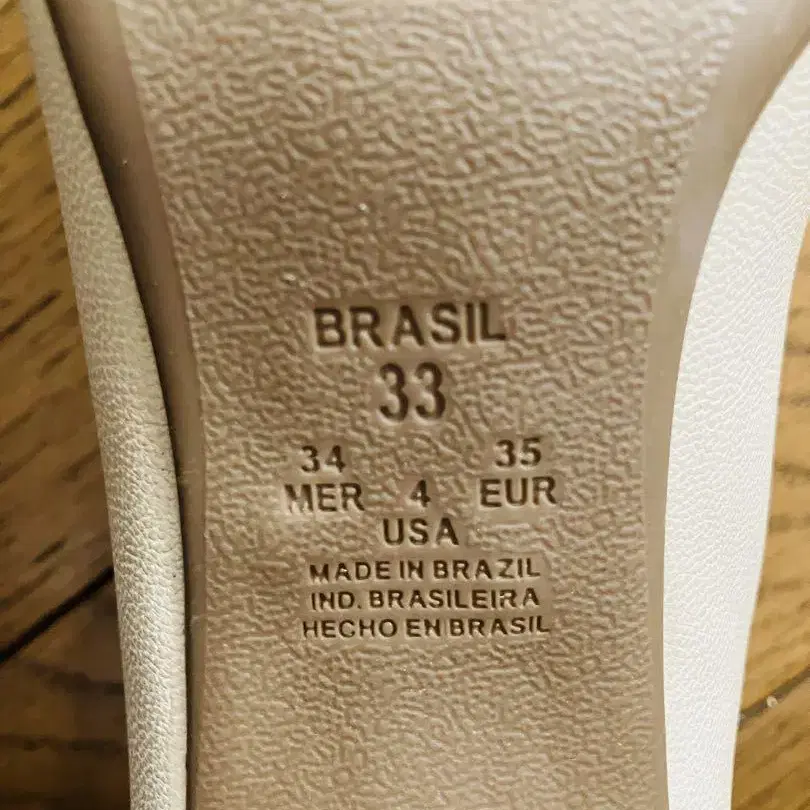 BRASIL
33
34 35
MER 4 EUR
USA
MADE IN BRAZIL
IND. BRASILEIRA
HECHO EN BRASIL